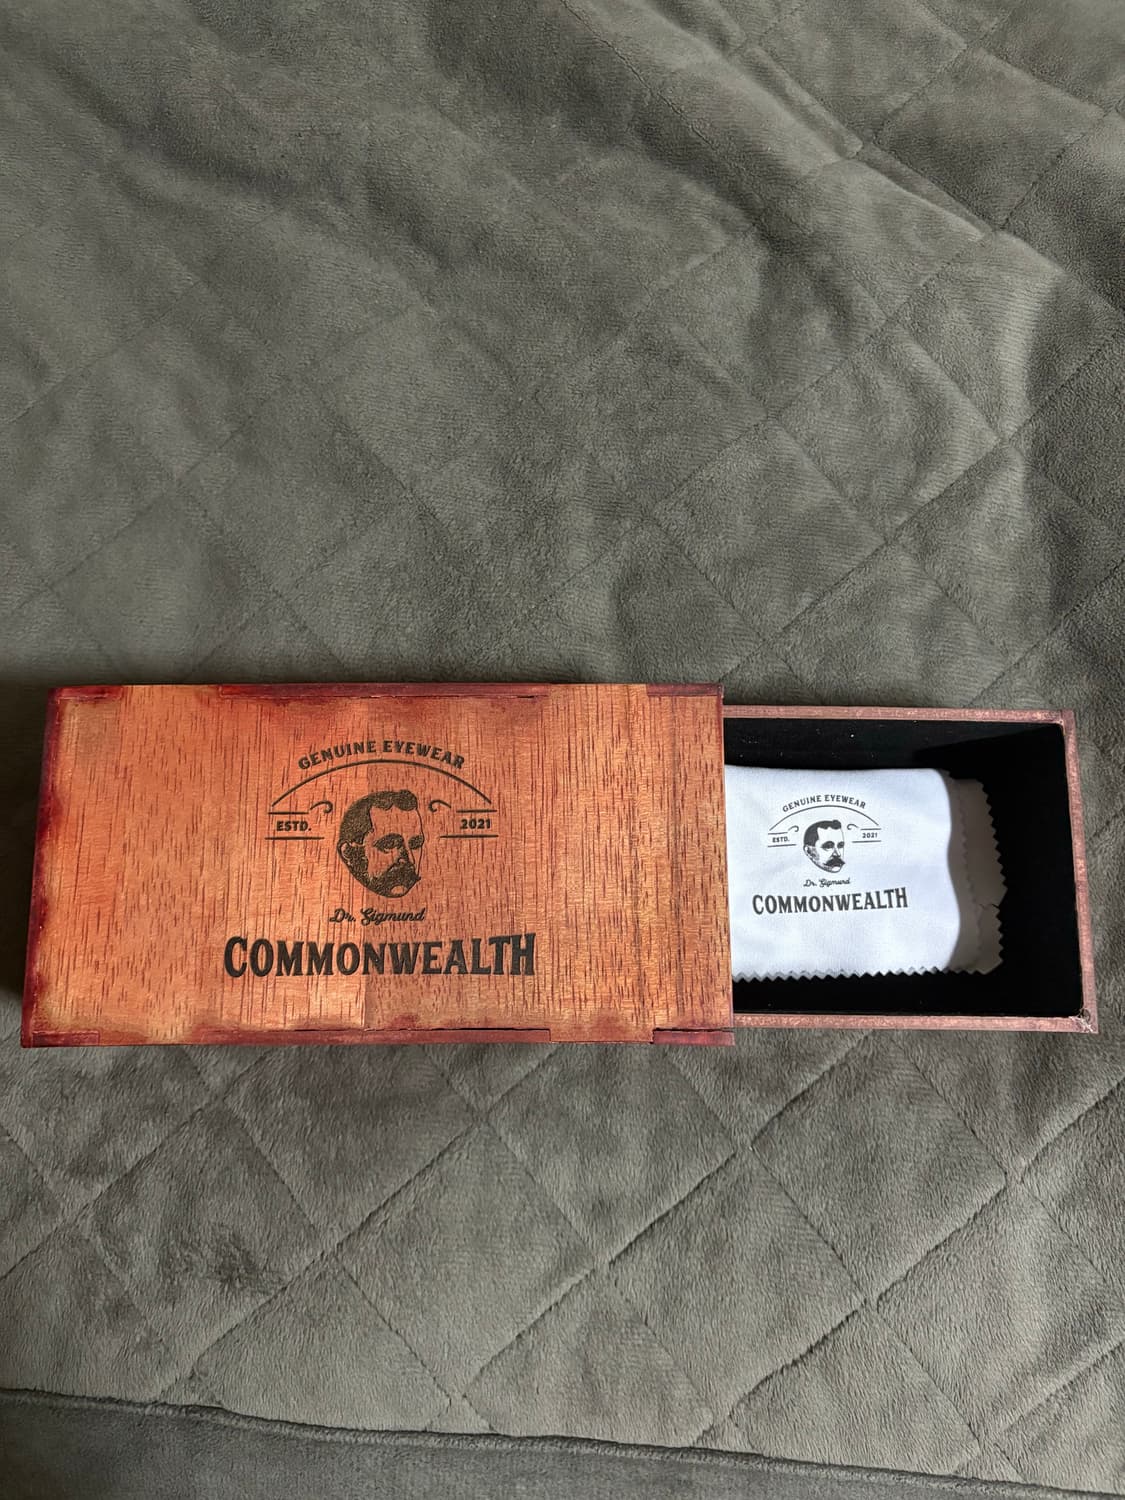 GENUINE EYEWEAR
ESTD. 2021
Dr. Sigmund
COMMONWEALTH
GENUINE EYEWEAR
ESTD. 2021
Dr. Sigmund
COMMONWEALTH